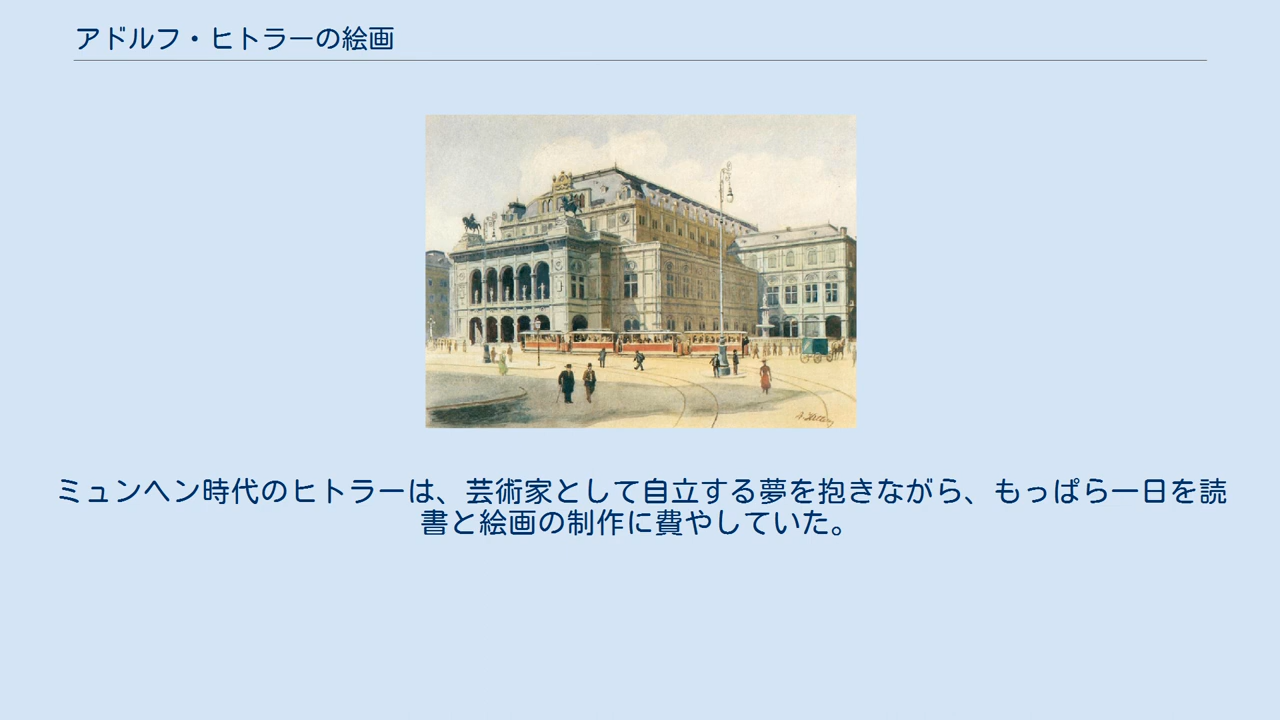 アドルフ・ヒトラーの絵画
ミュンヘン時代のヒトラーは、芸術家として自立する夢を抱きながら、もっぱら一日を読
書と絵画の制作に費やしていた。